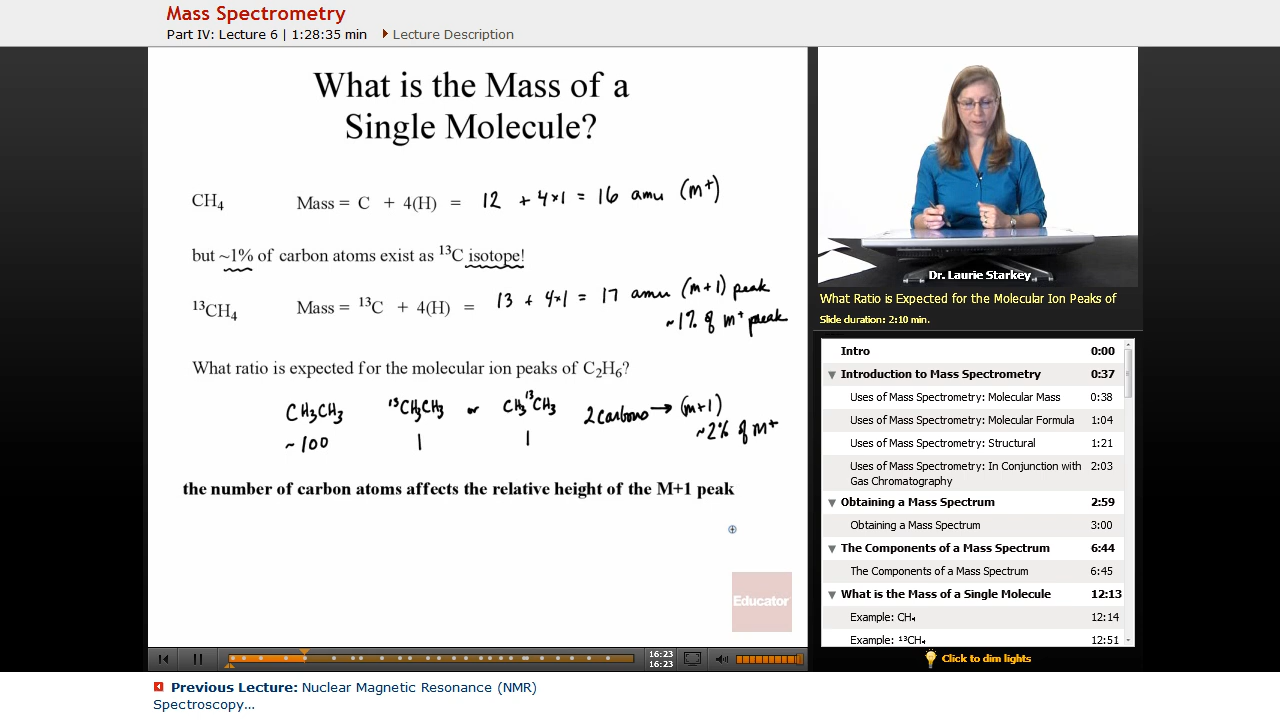 Mass Spectrometry
Part IV: Lecture 6 | 1:28:35 min Lecture Description
What is the Mass of a
Single Molecule?
CH₄ Mass = C + 4(H) = 12 + 4×1 = 16 amu (m+)
but ~1% of carbon atoms exist as ¹³C isotope!
¹³CH₄ Mass = ¹³C + 4(H) = 13 + 4×1 = 17 amu (m+1) peak
~1% of m+ peak
What ratio is expected for the molecular ion peaks of C₂H₆?
CH₃CH₃ ¹³CH₃CH₃ or CH₃¹³CH₃ 2 carbons → (m+1)
~100 1 1 ~2% of m+
the number of carbon atoms affects the relative height of the M+1 peak
Educator
Dr. Laurie Starkey
What Ratio is Expected for the Molecular Ion Peaks of
Slide duration: 2:10 min.
Intro 0:00
Introduction to Mass Spectrometry 0:37
Uses of Mass Spectrometry: Molecular Mass 0:38
Uses of Mass Spectrometry: Molecular Formula 1:04
Uses of Mass Spectrometry: Structural 1:21
Uses of Mass Spectrometry: In Conjunction with 2:03
Gas Chromatography
Obtaining a Mass Spectrum 2:59
Obtaining a Mass Spectrum 3:00
The Components of a Mass Spectrum 6:44
The Components of a Mass Spectrum 6:45
What is the Mass of a Single Molecule 12:13
Example: CH₄ 12:14
Example: ¹³CH₄ 12:51
16:23
16:23
Click to dim lights
Previous Lecture: Nuclear Magnetic Resonance (NMR)
Spectroscopy...